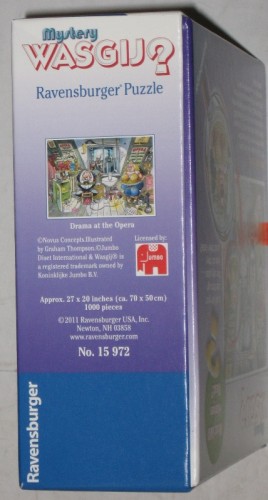 Mystery
WASGIJ?
Ravensburger® Puzzle
Drama at the Opera
©Novus Concepts.Illustrated
by Graham Thompson.©Jumbo
Diset International & Wasgij® is
a registered trademark owned by
Koninklijke Jumbo B.V.
Licensed by:
Jumbo
Approx. 27 x 20 inches (ca. 70 x 50 cm)
1000 pieces
©2011 Ravensburger USA, Inc.
Newton, NH 03858
www.ravensburger.com
No. 15 972
Ravensburger